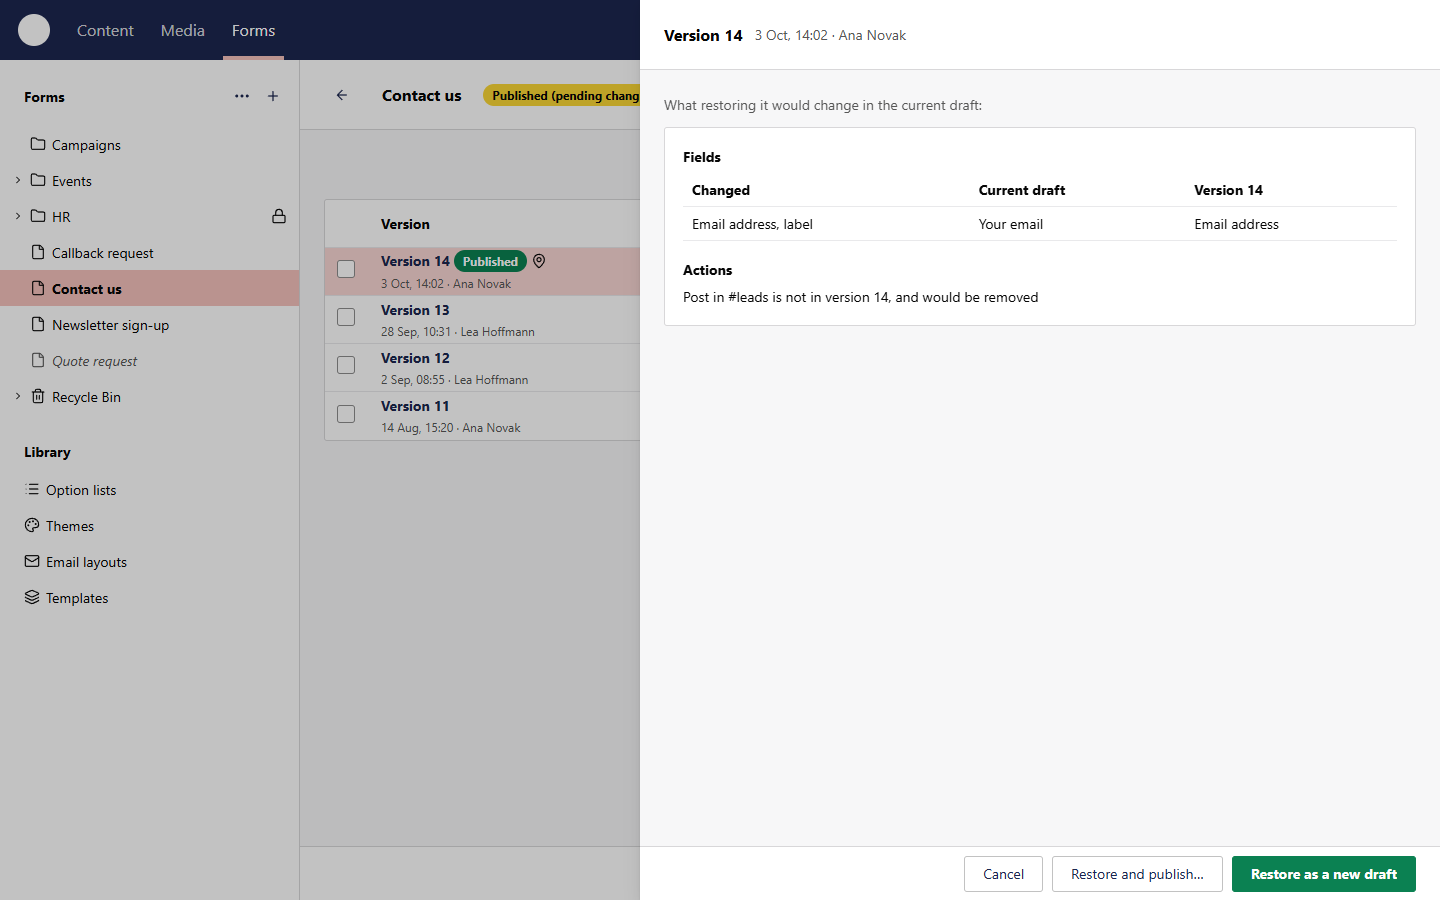 Content Media Forms
Forms
Campaigns
Events
HR
Callback request
Contact us
Newsletter sign-up
Quote request
Recycle Bin
Library
Option lists
Themes
Email layouts
Templates
Contact us Published (pending chang
Version
Version 14 Published
3 Oct, 14:02 · Ana Novak
Version 13
28 Sep, 10:31 · Lea Hoffmann
Version 12
2 Sep, 08:55 · Lea Hoffmann
Version 11
14 Aug, 15:20 · Ana Novak
Version 14 3 Oct, 14:02 · Ana Novak
What restoring it would change in the current draft:
Fields
Changed Current draft Version 14
Email address, label Your email Email address
Actions
Post in #leads is not in version 14, and would be removed
Cancel Restore and publish... Restore as a new draft